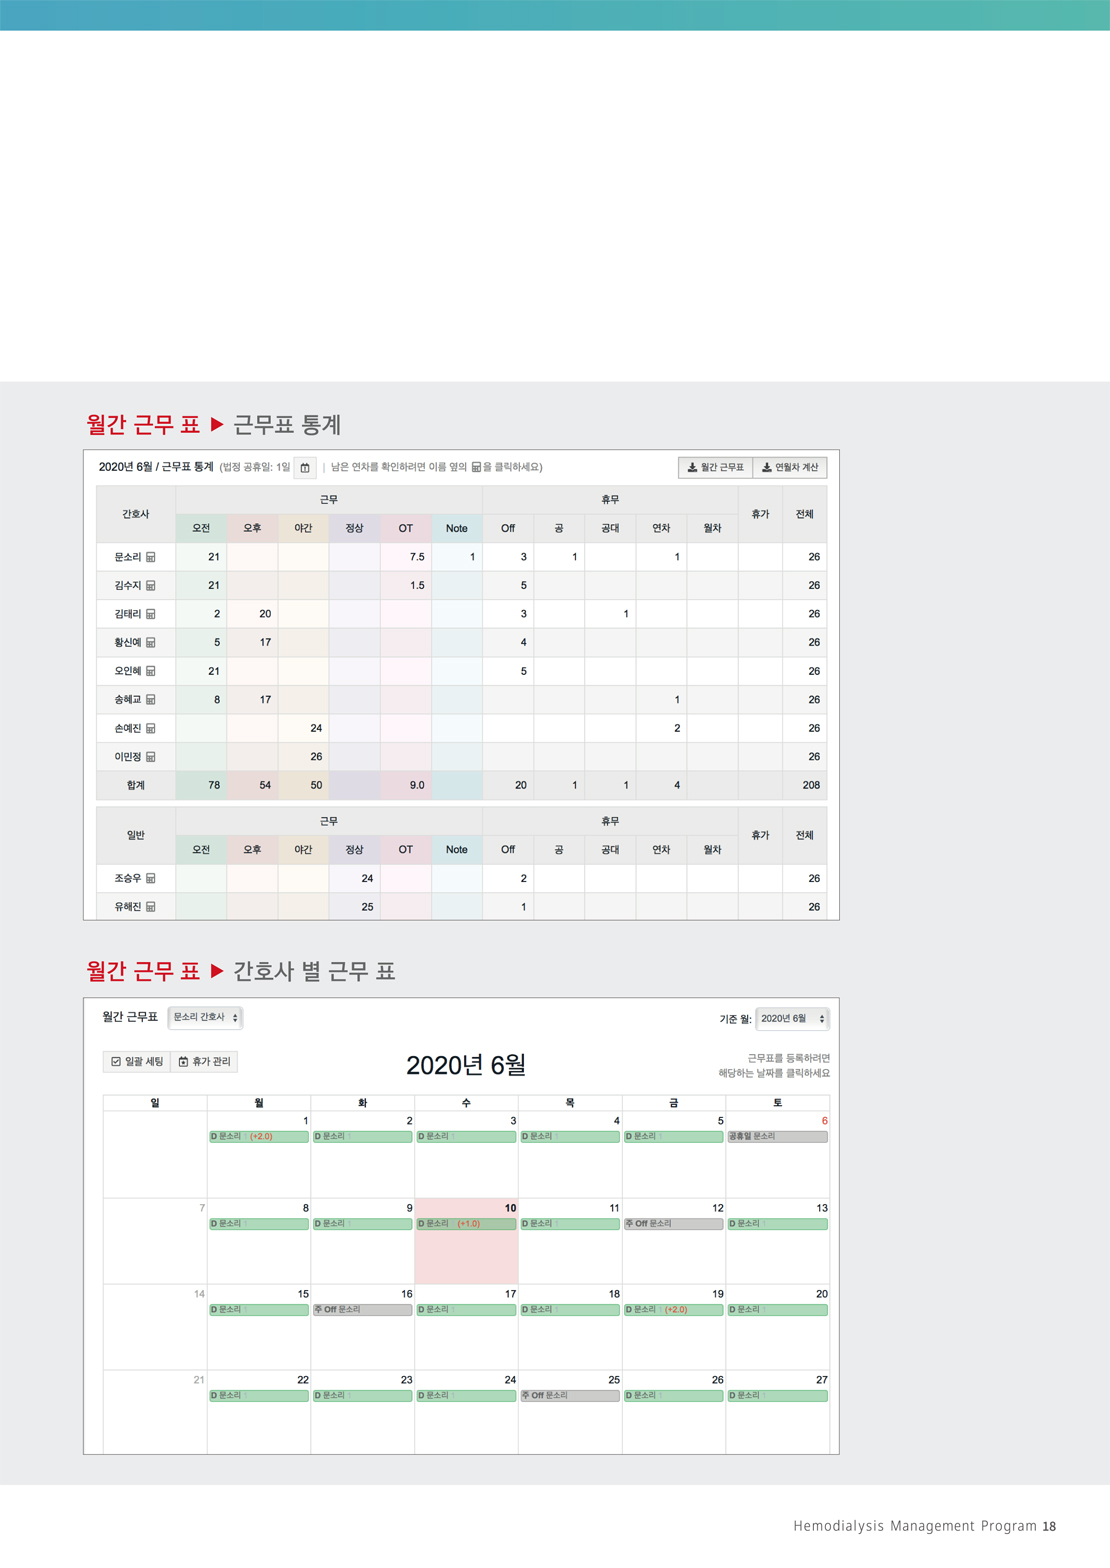 월간 근무 표 ▶ 근무표 통계
2020년 6월 / 근무표 통계 (법정 공휴일: 1일 | 남은 연차를 확인하려면 이름 옆의 을 클릭하세요) 월간 근무표 연월차 계산
간호사 근무 휴무 휴가 전체
오전 오후 야간 정상 OT Note Off 공 공대 연차 월차
문소리 21 7.5 1 3 1 1 26
김수지 21 1.5 5 26
김태리 2 20 3 1 26
황신예 5 17 4 26
오인혜 21 5 26
송혜교 8 17 1 26
손예진 24 2 26
이민정 26 26
합계 78 54 50 9.0 20 1 1 4 208
일반 근무 휴무 휴가 전체
오전 오후 야간 정상 OT Note Off 공 공대 연차 월차
조승우 24 2 26
유해진 25 1 26
월간 근무 표 ▶ 간호사 별 근무 표
월간 근무표 문소리 간호사 기준 월: 2020년 6월
일괄 세팅 휴가 관리 2020년 6월 근무표를 등록하려면
해당하는 날짜를 클릭하세요
일 월 화 수 목 금 토
1 2 3 4 5 6
D 문소리 (+2.0) D 문소리 D 문소리 D 문소리 D 문소리 공휴일 문소리
7 8 9 10 11 12 13
D 문소리 D 문소리 D 문소리 (+1.0) D 문소리 주 Off 문소리 D 문소리
14 15 16 17 18 19 20
D 문소리 주 Off 문소리 D 문소리 D 문소리 D 문소리 (+2.0) D 문소리
21 22 23 24 25 26 27
D 문소리 D 문소리 D 문소리 주 Off 문소리 D 문소리 D 문소리
Hemodialysis Management Program 18